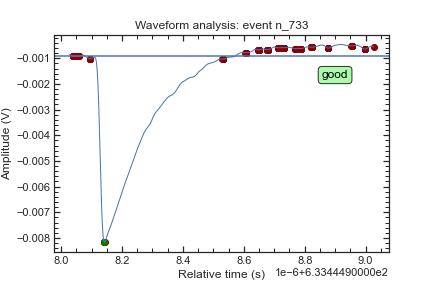 Waveform analysis: event n_733
Amplitude (V)
−0.001
−0.002
−0.003
−0.004
−0.005
−0.006
−0.007
−0.008
good
8.0 8.2 8.4 8.6 8.8 9.0
Relative time (s) 1e−6+6.3344490000e2